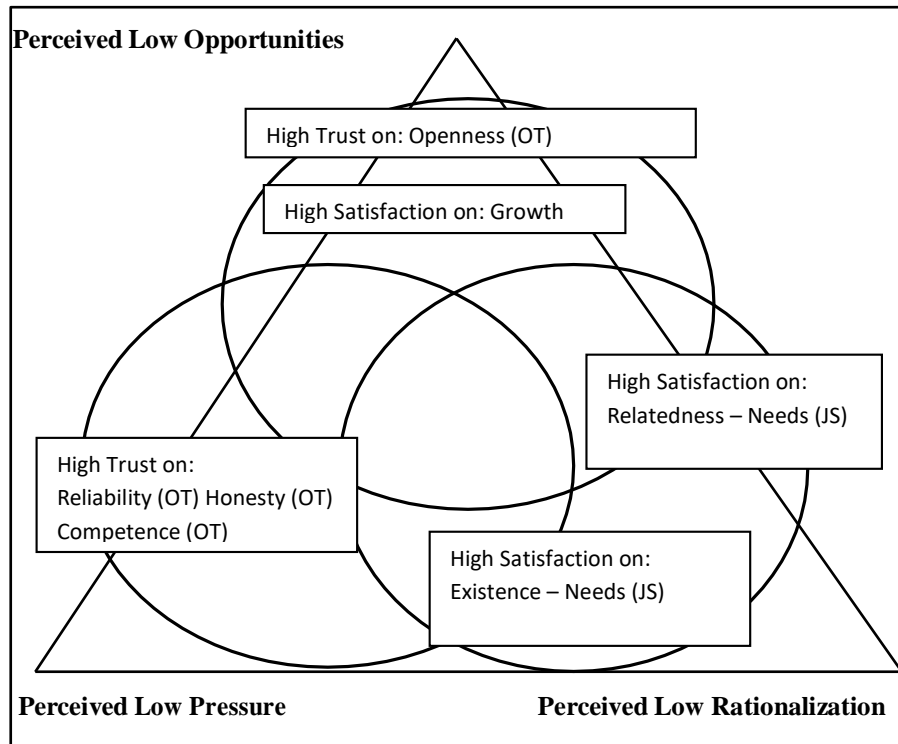 Perceived Low Opportunities
High Trust on: Openness (OT)
High Satisfaction on: Growth
High Satisfaction on:
Relatedness – Needs (JS)
High Trust on:
Reliability (OT) Honesty (OT)
Competence (OT)
High Satisfaction on:
Existence – Needs (JS)
Perceived Low Pressure
Perceived Low Rationalization